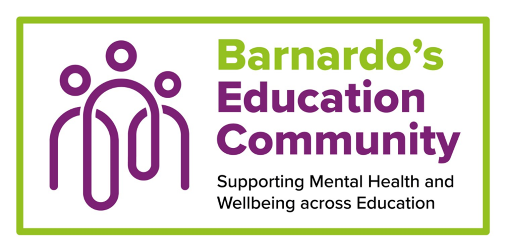 Barnardo’s
Education
Community
Supporting Mental Health and
Wellbeing across Education